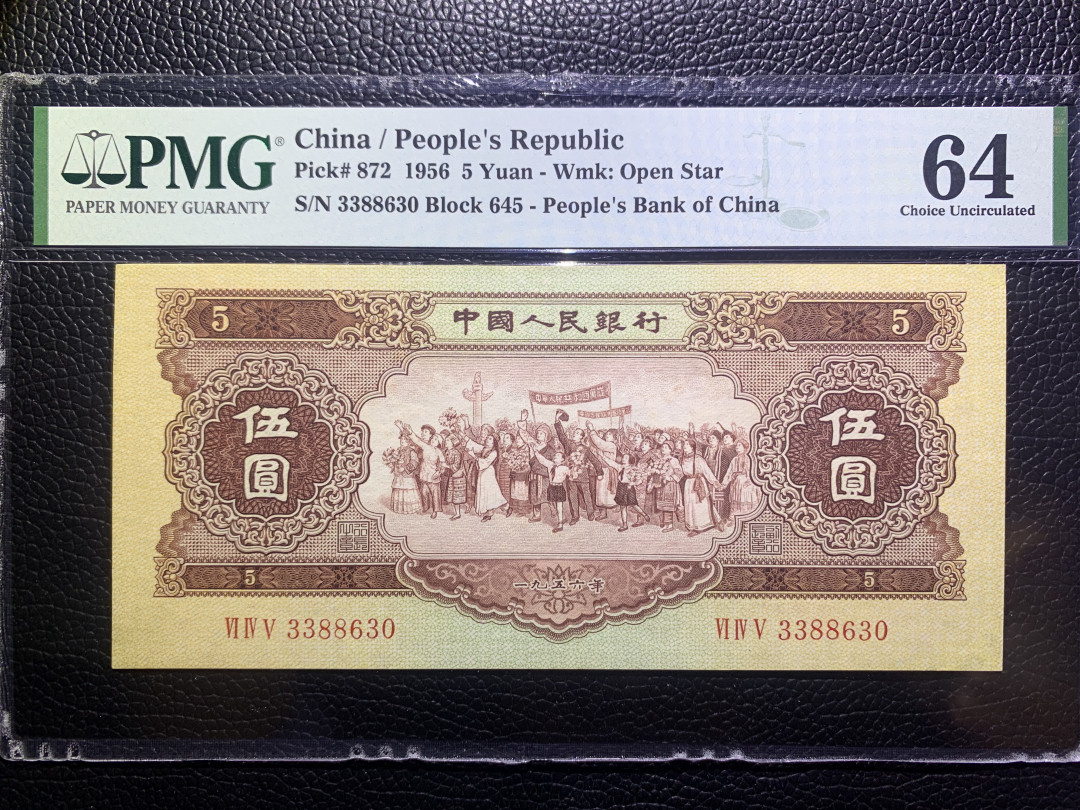 PMG®
PAPER MONEY GUARANTY
China / People's Republic
Pick# 872 1956 5 Yuan - Wmk: Open Star
S/N 3388630 Block 645 - People's Bank of China
64
Choice Uncirculated
5
中國人民銀行
5
伍圓
伍圓
5
一九五六年
5
ⅥⅣⅤ 3388630
ⅥⅣⅤ 3388630